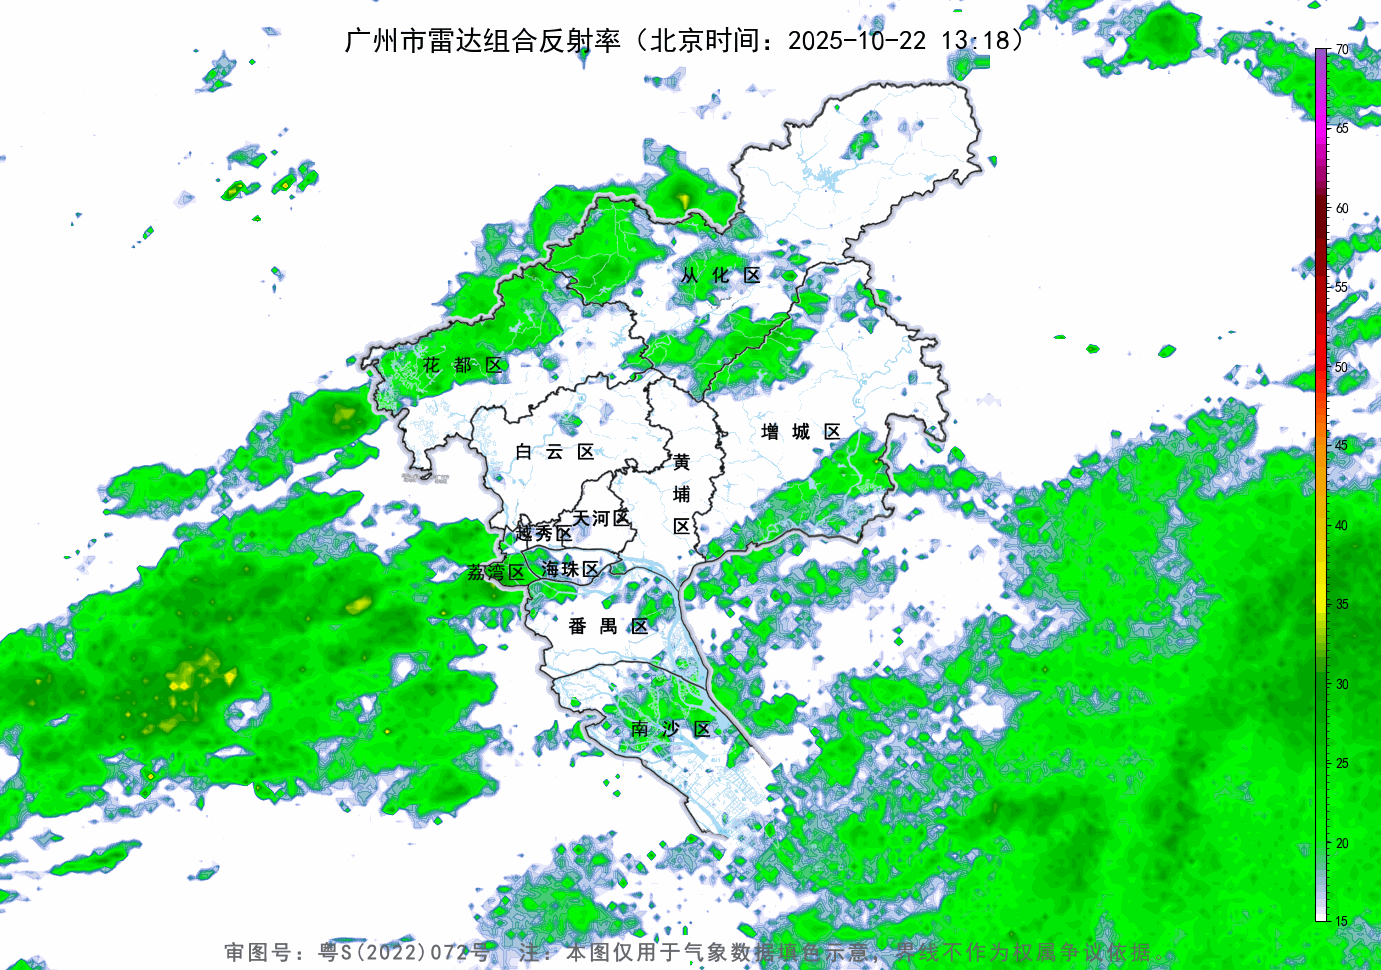 广州市雷达组合反射率（北京时间：2025-10-22 13:18）
70
65
60
55
50
45
40
35
30
25
20
15
从化区
花都区
增城区
白云区
黄埔区
天河区
越秀区
荔湾区
海珠区
番禺区
南沙区
审图号：粤S(2022)072号 注：本图仅用于气象数据填色示意，界线不作为权属争议依据。